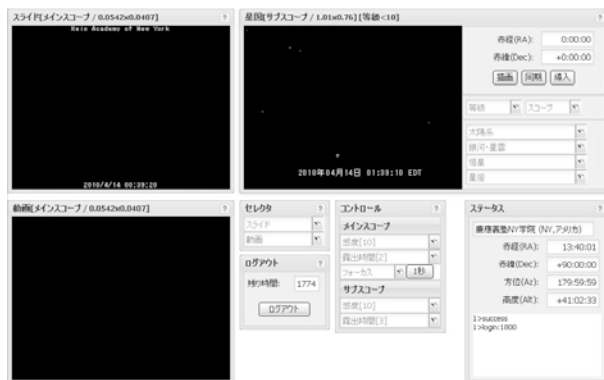 スライド[メインスコープ / 0.0542x0.0407]
?
Keio Academy of New York
2010/4/14 00:39:20
星図[サブスコープ / 1.01x0.76] [等級<10]
?
2010年04月14日 01:39:10 EDT
赤経(RA):
0:00:00
赤緯(Dec):
+0:00:00
描画
同期
導入
等級
スコープ
太陽系
銀河・星雲
恒星
星座
動画[メインスコープ / 0.0542x0.0407]
?
セレクタ
?
スライド
動画
ログアウト
?
残り時間:
1774
ログアウト
コントロール
?
メインスコープ
感度[10]
露出時間[2]
フォーカス
1秒
サブスコープ
感度[10]
露出時間[3]
ステータス
?
慶應義塾NY学院 (NY,アメリカ)
赤経(RA):
13:40:01
赤緯(Dec):
+90:00:00
方位(Az):
179:59:59
高度(Alt):
+41:02:33
1>success
1>login:1800